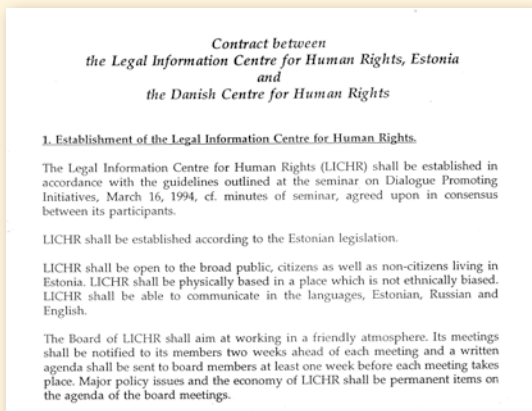 Contract between
the Legal Information Centre for Human Rights, Estonia
and
the Danish Centre for Human Rights
1. Establishment of the Legal Information Centre for Human Rights.
The Legal Information Centre for Human Rights (LICHR) shall be established in
accordance with the guidelines outlined at the seminar on Dialogue Promoting
Initiatives, March 16, 1994, cf. minutes of seminar, agreed upon in consensus
between its participants.
LICHR shall be established according to the Estonian legislation.
LICHR shall be open to the broad public, citizens as well as non-citizens living in
Estonia. LICHR shall be physically based in a place which is not ethnically biased.
LICHR shall be able to communicate in the languages, Estonian, Russian and
English.
The Board of LICHR shall aim at working in a friendly atmosphere. Its meetings
shall be notified to its members two weeks ahead of each meeting and a written
agenda shall be sent to board members at least one week before each meeting takes
place. Major policy issues and the economy of LICHR shall be permanent items on
the agenda of the board meetings.